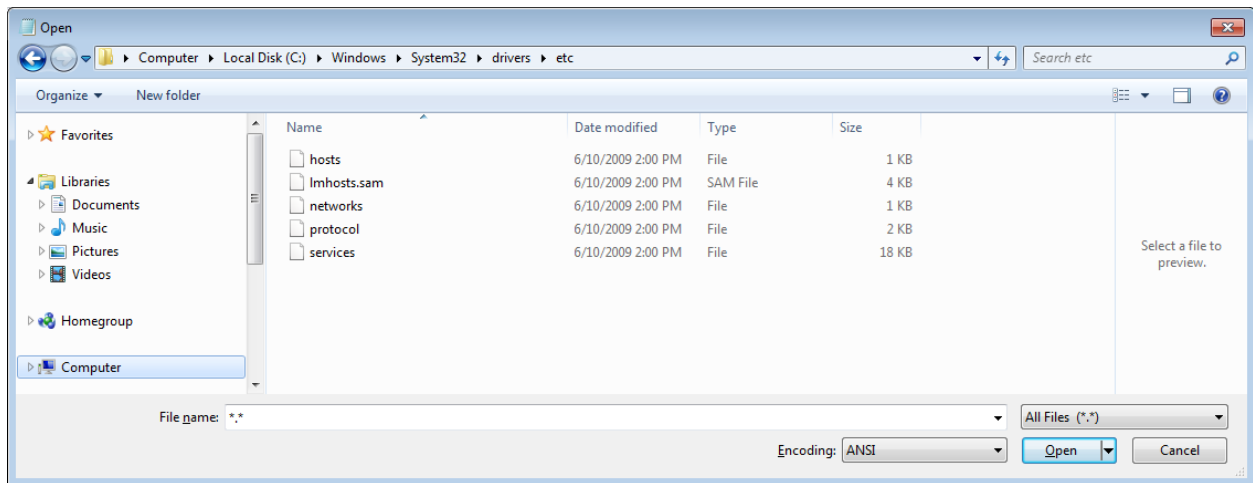 Open
Computer Local Disk (C:) Windows System32 drivers etc Search etc
Organize New folder
Favorites
Libraries
Documents
Music
Pictures
Videos
Homegroup
Computer
Name Date modified Type Size
hosts 6/10/2009 2:00 PM File 1 KB
lmhosts.sam 6/10/2009 2:00 PM SAM File 4 KB
networks 6/10/2009 2:00 PM File 1 KB
protocol 6/10/2009 2:00 PM File 2 KB
services 6/10/2009 2:00 PM File 18 KB
Select a file to
preview.
File name: *.* All Files (*.*)
Encoding: ANSI Open Cancel